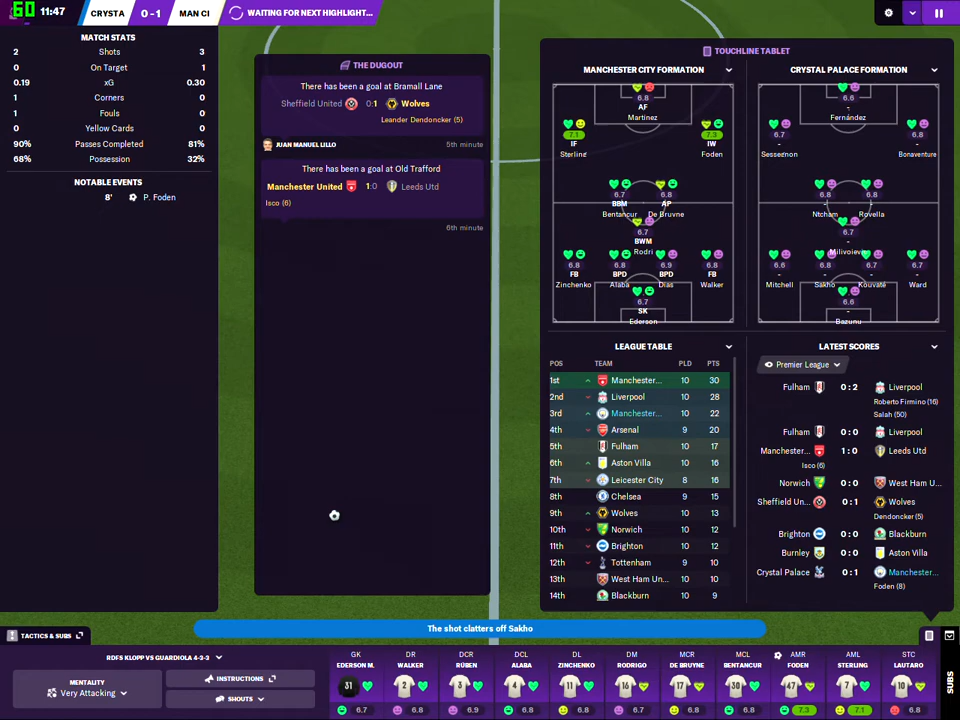 60 11:47
CRYSTA 0 - 1 MAN CI
WAITING FOR NEXT HIGHLIGHT...
MATCH STATS
2 Shots 3
0 On Target 1
0.19 xG 0.30
1 Corners 0
1 Fouls 0
0 Yellow Cards 0
90% Passes Completed 81%
68% Possession 32%
NOTABLE EVENTS
8' P. Foden
THE DUGOUT
There has been a goal at Bramall Lane
Sheffield United 0:1 Wolves
Leander Dendoncker (5)
JUAN MANUEL LILLO 5th minute
There has been a goal at Old Trafford
Manchester United 1:0 Leeds Utd
Isco (6)
6th minute
TOUCHLINE TABLET
MANCHESTER CITY FORMATION
6.8
AF
Martinez
7.1 7.3
IF IW
Sterling Foden
6.7 6.8
BBM AP
Bentancur De Bruyne
6.7
BWM
Rodri
6.8 6.8 6.9 6.8
FB BPD BPD FB
Zinchenko Alaba Dias Walker
6.7
SK
Ederson
CRYSTAL PALACE FORMATION
6.6
-
Fernández
6.7 6.8
- -
Sessegnon Bonaventure
6.8 6.8
- -
Ntcham Rovella
6.7
-
Milivojević
6.6 6.8 6.7 6.7
- - - -
Mitchell Sakho Kouyaté Ward
6.6
-
Bazunu
LEAGUE TABLE
POS TEAM PLD PTS
1st Manchester... 10 30
2nd Liverpool 10 28
3rd Manchester... 10 22
4th Arsenal 9 20
5th Fulham 10 17
6th Aston Villa 10 16
7th Leicester City 8 16
8th Chelsea 9 15
9th Wolves 10 13
10th Norwich 10 12
11th Brighton 10 12
12th Tottenham 9 10
13th West Ham Un... 10 10
14th Blackburn 10 9
LATEST SCORES
Premier League
Fulham 0:2 Liverpool
Roberto Firmino (16)
Salah (50)
Fulham 0:0 Liverpool
Manchester... 1:0 Leeds Utd
Isco (6)
Norwich 0:0 West Ham U...
Sheffield Un... 0:1 Wolves
Dendoncker (5)
Brighton 0:0 Blackburn
Burnley 0:0 Aston Villa
Crystal Palace 0:1 Manchester...
Foden (8)
The shot clatters off Sakho
TACTICS & SUBS
RDFS KLOPP VS GUARDIOLA 4-3-3
MENTALITY
Very Attacking
INSTRUCTIONS
SHOUTS
GK DR DCR DCL DL DM MCR MCL AMR AML STC
EDERSON M. WALKER RÚBEN ALABA ZINCHENKO RODRIGO DE BRUYNE BENTANCUR FODEN STERLING LAUTARO
31 2 3 4 11 16 17 30 47 7 10
6.7 6.8 6.9 6.8 6.8 6.7 6.8 6.8 7.3 7.1 6.8
SUBS